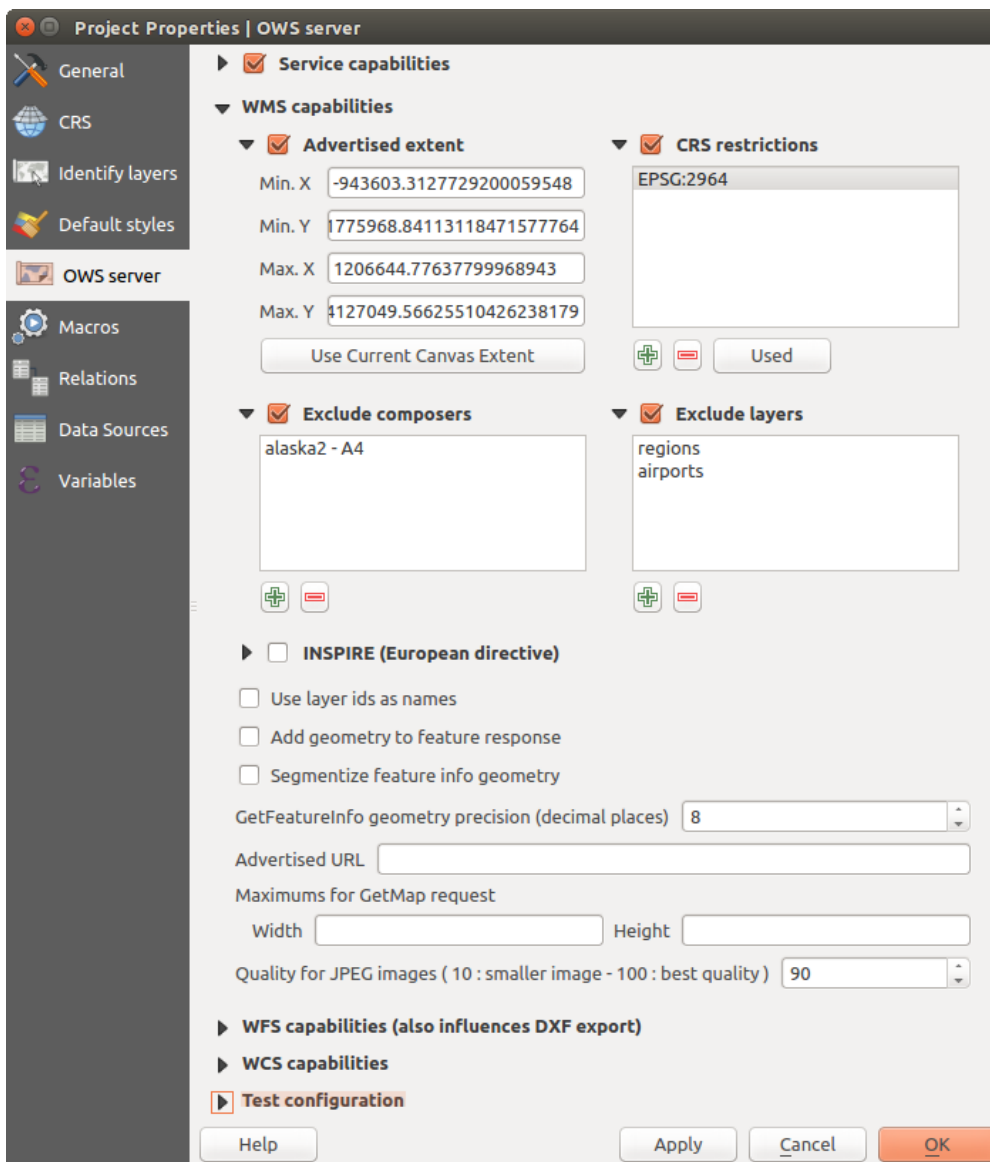 Project Properties | OWS server
General
CRS
Identify layers
Default styles
OWS server
Macros
Relations
Data Sources
Variables
Service capabilities
WMS capabilities
Advertised extent
Min. X -943603.3127729200059548
Min. Y 1775968.84113118471577764
Max. X 1206644.77637799968943
Max. Y 4127049.56625510426238179
Use Current Canvas Extent
CRS restrictions
EPSG:2964
Used
Exclude composers
alaska2 - A4
Exclude layers
regions
airports
INSPIRE (European directive)
Use layer ids as names
Add geometry to feature response
Segmentize feature info geometry
GetFeatureInfo geometry precision (decimal places) 8
Advertised URL
Maximums for GetMap request
Width Height
Quality for JPEG images ( 10 : smaller image - 100 : best quality ) 90
WFS capabilities (also influences DXF export)
WCS capabilities
Test configuration
Help Apply Cancel OK